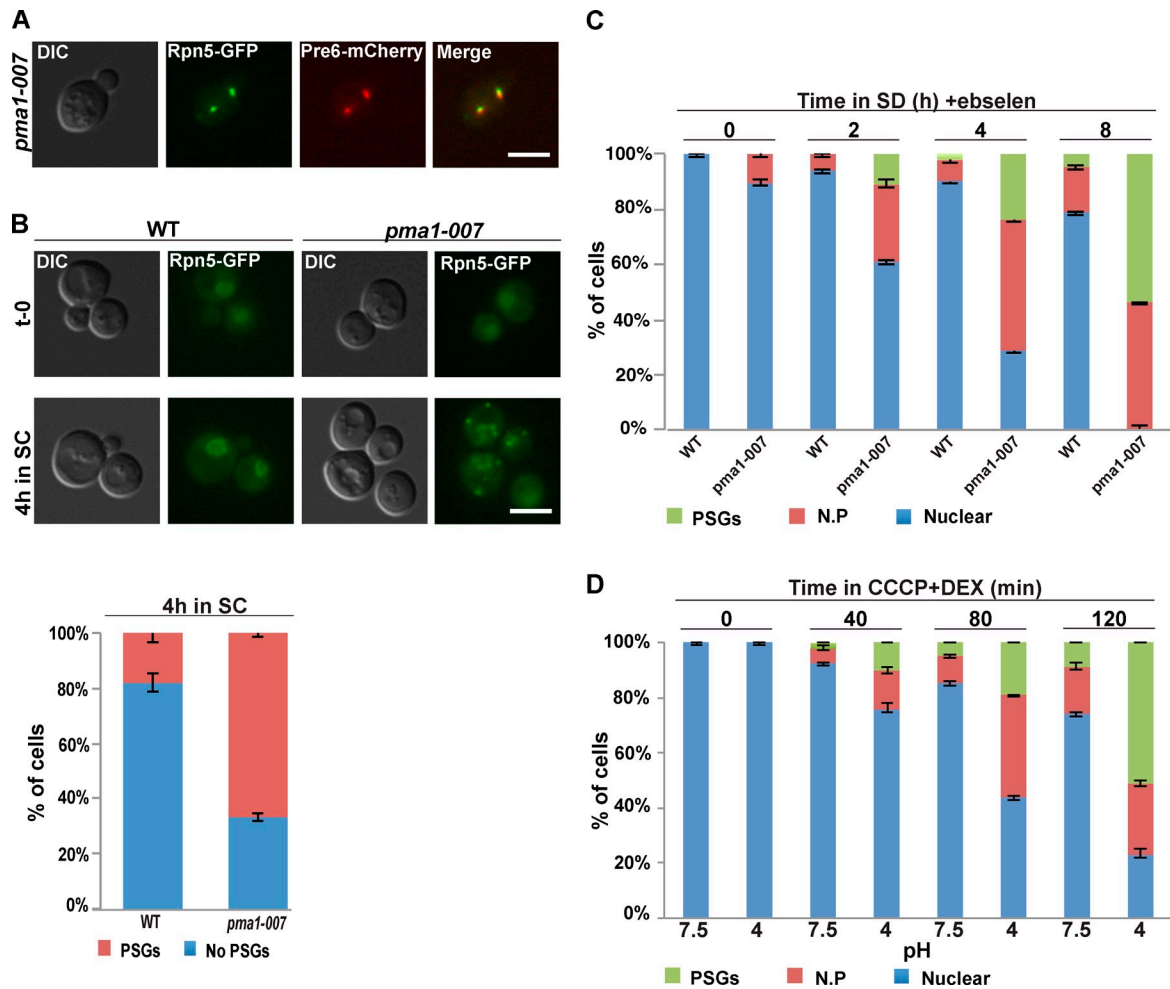 A
pma1-007
DIC
Rpn5-GFP
Pre6-mCherry
Merge
B
WT
pma1-007
DIC
Rpn5-GFP
DIC
Rpn5-GFP
t-0
4h in SC
4h in SC
100%
80%
60%
40%
20%
0%
% of cells
WT
pma1-007
PSGs
No PSGs
C
Time in SD (h) +ebselen
0
2
4
8
100%
80%
60%
40%
20%
0%
% of cells
WT
pma1-007
WT
pma1-007
WT
pma1-007
WT
pma1-007
PSGs
N.P
Nuclear
D
Time in CCCP+DEX (min)
0
40
80
120
100%
80%
60%
40%
20%
0%
% of cells
7.5
4
7.5
4
7.5
4
7.5
4
pH
PSGs
N.P
Nuclear